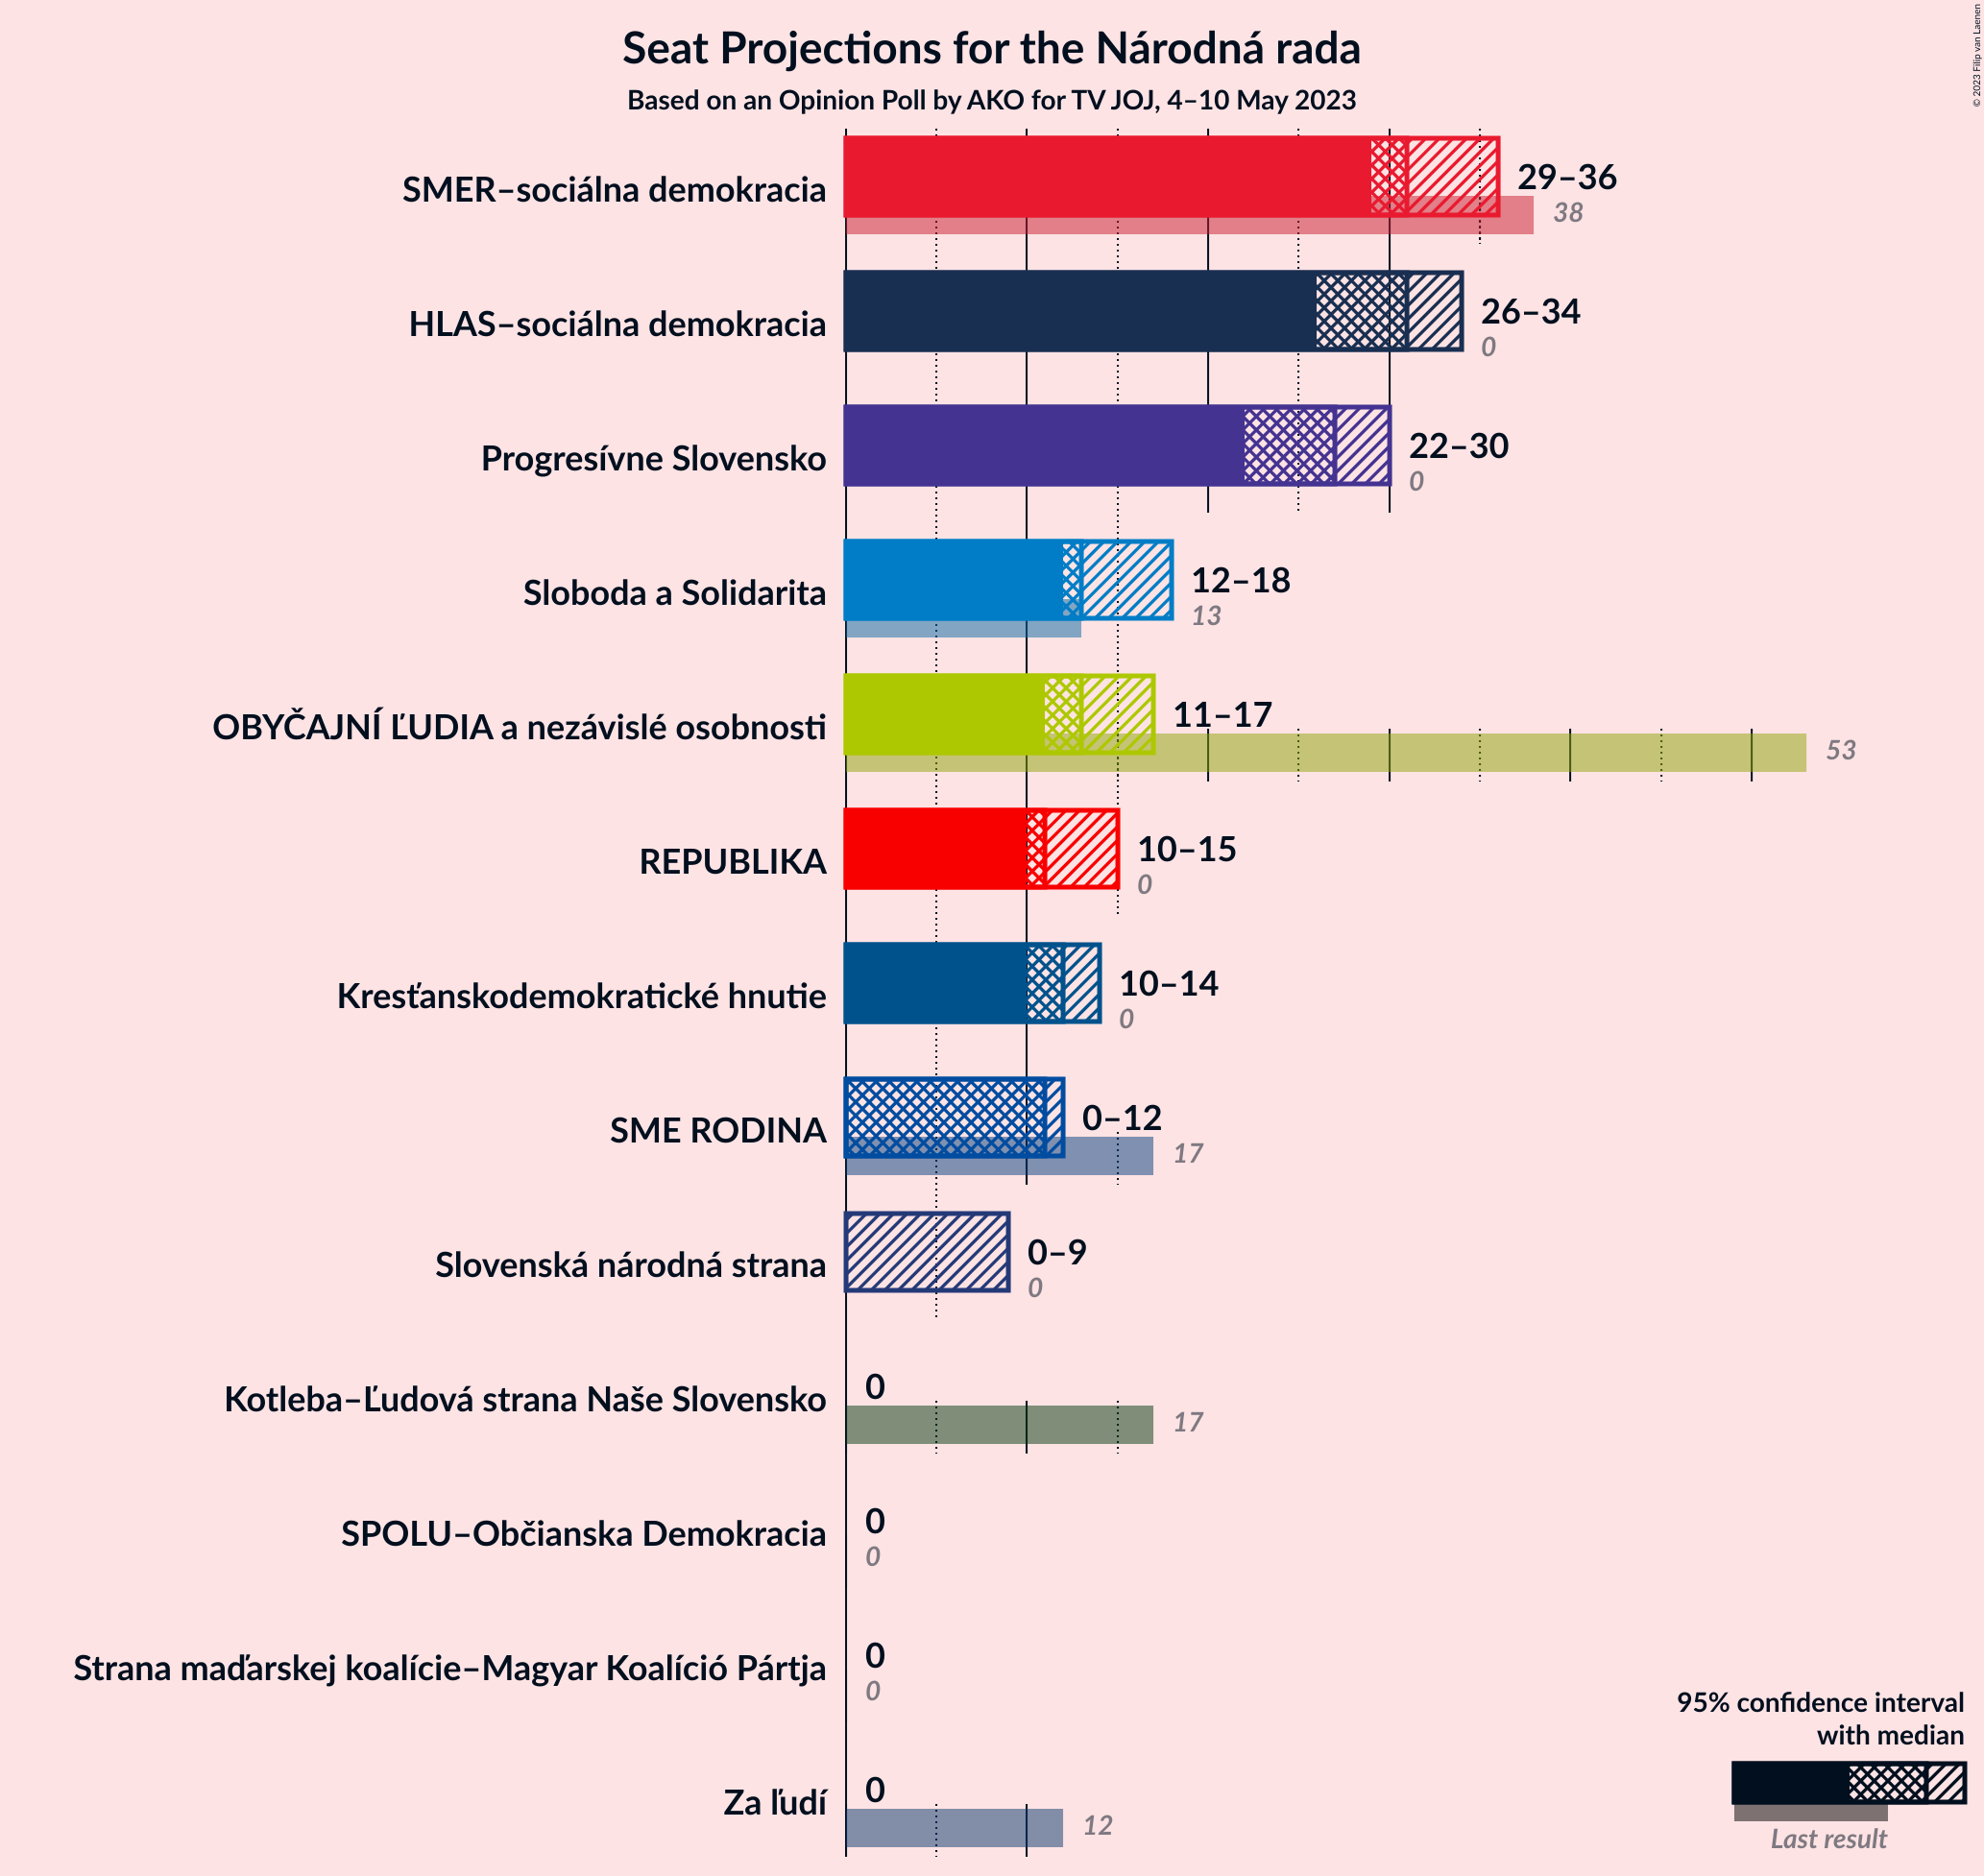 Seat Projections for the Národná rada
Based on an Opinion Poll by AKO for TV JOJ, 4–10 May 2023
© 2023 Filip van Laenen
SMER–sociálna demokracia
29–36
38
HLAS–sociálna demokracia
26–34
0
Progresívne Slovensko
22–30
0
Sloboda a Solidarita
12–18
13
OBYČAJNÍ ĽUDIA a nezávislé osobnosti
11–17
53
REPUBLIKA
10–15
0
Kresťanskodemokratické hnutie
10–14
0
SME RODINA
0–12
17
Slovenská národná strana
0–9
0
Kotleba–Ľudová strana Naše Slovensko
0
17
SPOLU–Občianska Demokracia
0
0
Strana maďarskej koalície–Magyar Koalíció Pártja
0
0
Za ľudí
0
12
95% confidence interval
with median
Last result